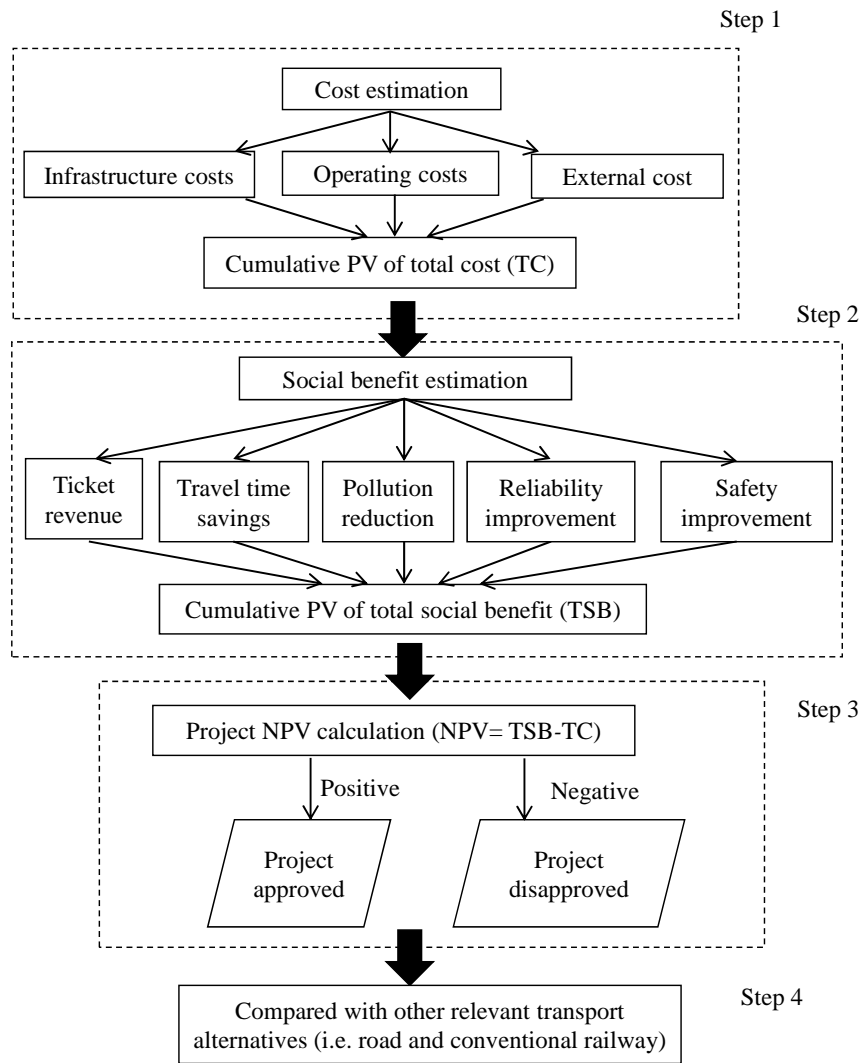 Step 1
Cost estimation
Infrastructure costs
Operating costs
External cost
Cumulative PV of total cost (TC)
Step 2
Social benefit estimation
Ticket
revenue
Travel time
savings
Pollution
reduction
Reliability
improvement
Safety
improvement
Cumulative PV of total social benefit (TSB)
Step 3
Project NPV calculation (NPV= TSB-TC)
Positive
Negative
Project
approved
Project
disapproved
Step 4
Compared with other relevant transport
alternatives (i.e. road and conventional railway)